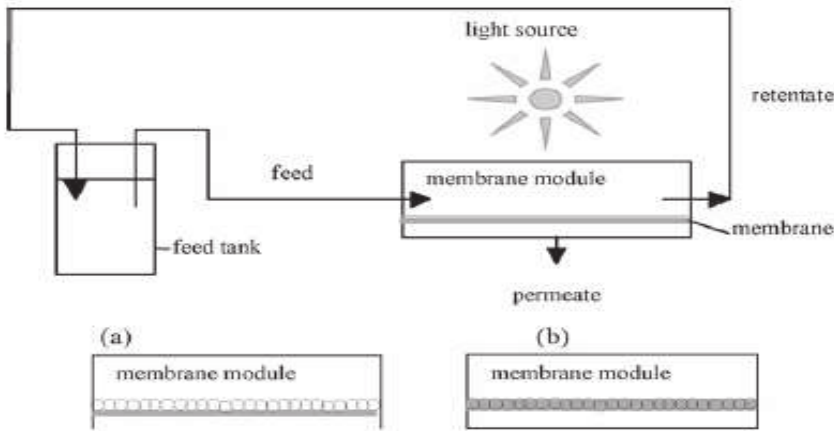 light source
retentate
feed
membrane module
membrane
feed tank
permeate
(a)
(b)
membrane module
membrane module